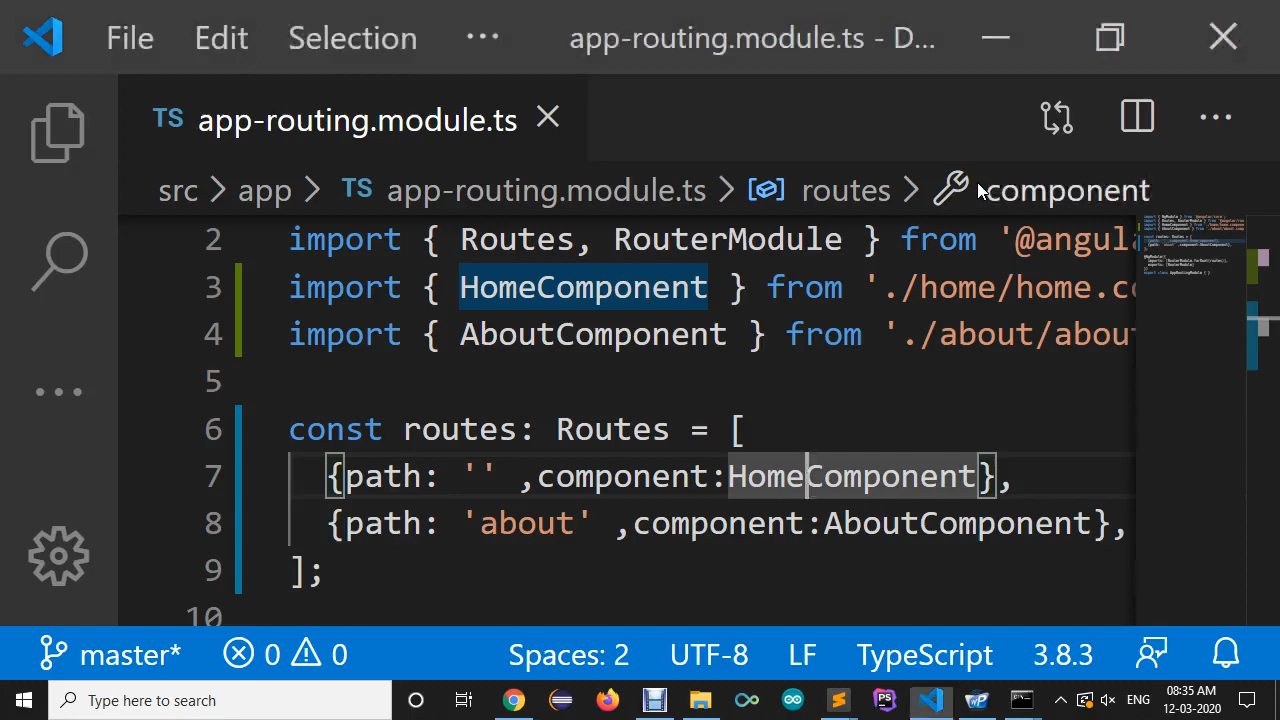 File Edit Selection ··· app-routing.module.ts - D...
TS app-routing.module.ts
src > app > TS app-routing.module.ts > routes > component
2 import { Routes, RouterModule } from '@angul
3 import { HomeComponent } from './home/home.c
4 import { AboutComponent } from './about/about
5
6 const routes: Routes = [
7 {path: '' ,component:HomeComponent},
8 {path: 'about' ,component:AboutComponent},
9 ];
10
master* 0 0 Spaces: 2 UTF-8 LF TypeScript 3.8.3
Type here to search ENG 08:35 AM
12-03-2020